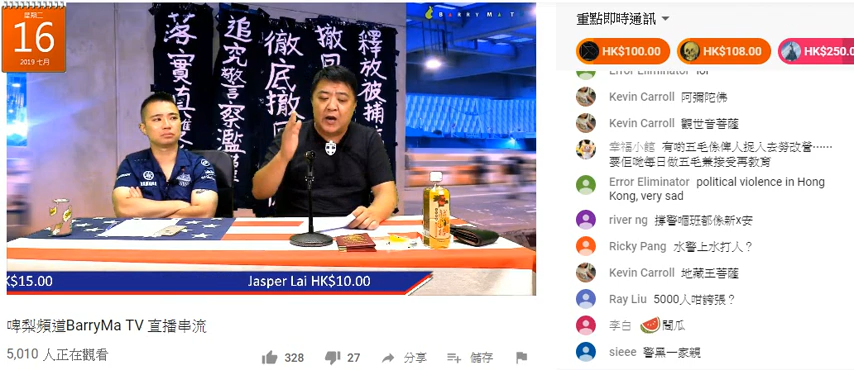 星期二
16
2019 七月
BARRYMA TV
落實真雙
追究警察濫
徹底撤回
撤回
釋放被捕
YAMAHA
K$15.00
Jasper Lai HK$10.00
啤梨頻道BarryMa TV 直播串流
5,010 人正在觀看
328
27
分享
儲存
重點即時通訊
HK$100.00
HK$108.00
HK$250.0
Error Eliminator lol
Kevin Carroll 阿彌陀佛
Kevin Carroll 觀世音菩薩
幸福小館 有啲五毛係俾人捉入去勞改營……
要佢哋每日做五毛兼接受再教育
Error Eliminator political violence in Hong
Kong, very sad
river ng 撐警嗰班都係新x安
Ricky Pang 水警上水打人？
Kevin Carroll 地藏王菩薩
Ray Liu 5000人咁誇張？
李白 🍉閪瓜
sieee 警黑一家親